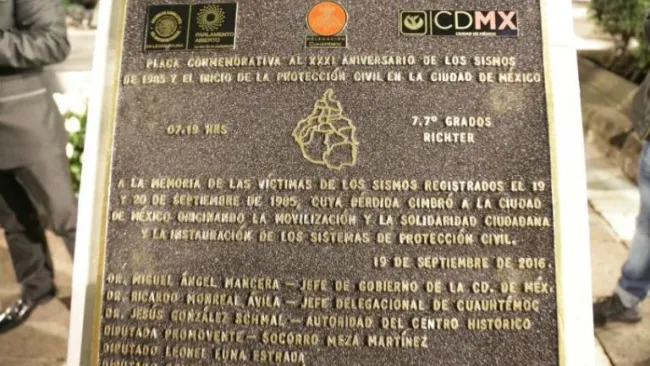 PARLAMENTO
ABIERTO
DELEGACIÓN
CDMX
CIUDAD DE MÉXICO
PLACA CONMEMORATIVA AL XXXI ANIVERSARIO DE LOS SISMOS
DE 1985 Y EL INICIO DE LA PROTECCIÓN CIVIL EN LA CIUDAD DE MÉXICO
07.19 HRS
7.7° GRADOS
RICHTER
A LA MEMORIA DE LAS VÍCTIMAS DE LOS SISMOS REGISTRADOS EL 19
Y 20 DE SEPTIEMBRE DE 1985, CUYA PÉRDIDA CIMBRÓ A LA CIUDAD
DE MÉXICO ORIGINANDO LA MOVILIZACIÓN Y LA SOLIDARIDAD CIUDADANA
Y LA INSTAURACIÓN DE LOS SISTEMAS DE PROTECCIÓN CIVIL.
19 DE SEPTIEMBRE DE 2016.
DR. MIGUEL ÁNGEL MANCERA – JEFE DE GOBIERNO DE LA CD. DE MÉX.
DR. RICARDO MONREAL ÁVILA – JEFE DELEGACIONAL DE CUAUHTÉMOC
DR. JESÚS GONZÁLEZ SCHMAL – AUTORIDAD DEL CENTRO HISTÓRICO
DIPUTADA PROMOVENTE – SOCORRO MEZA MARTÍNEZ
DIPUTADO LEONEL LUNA ESTRADA